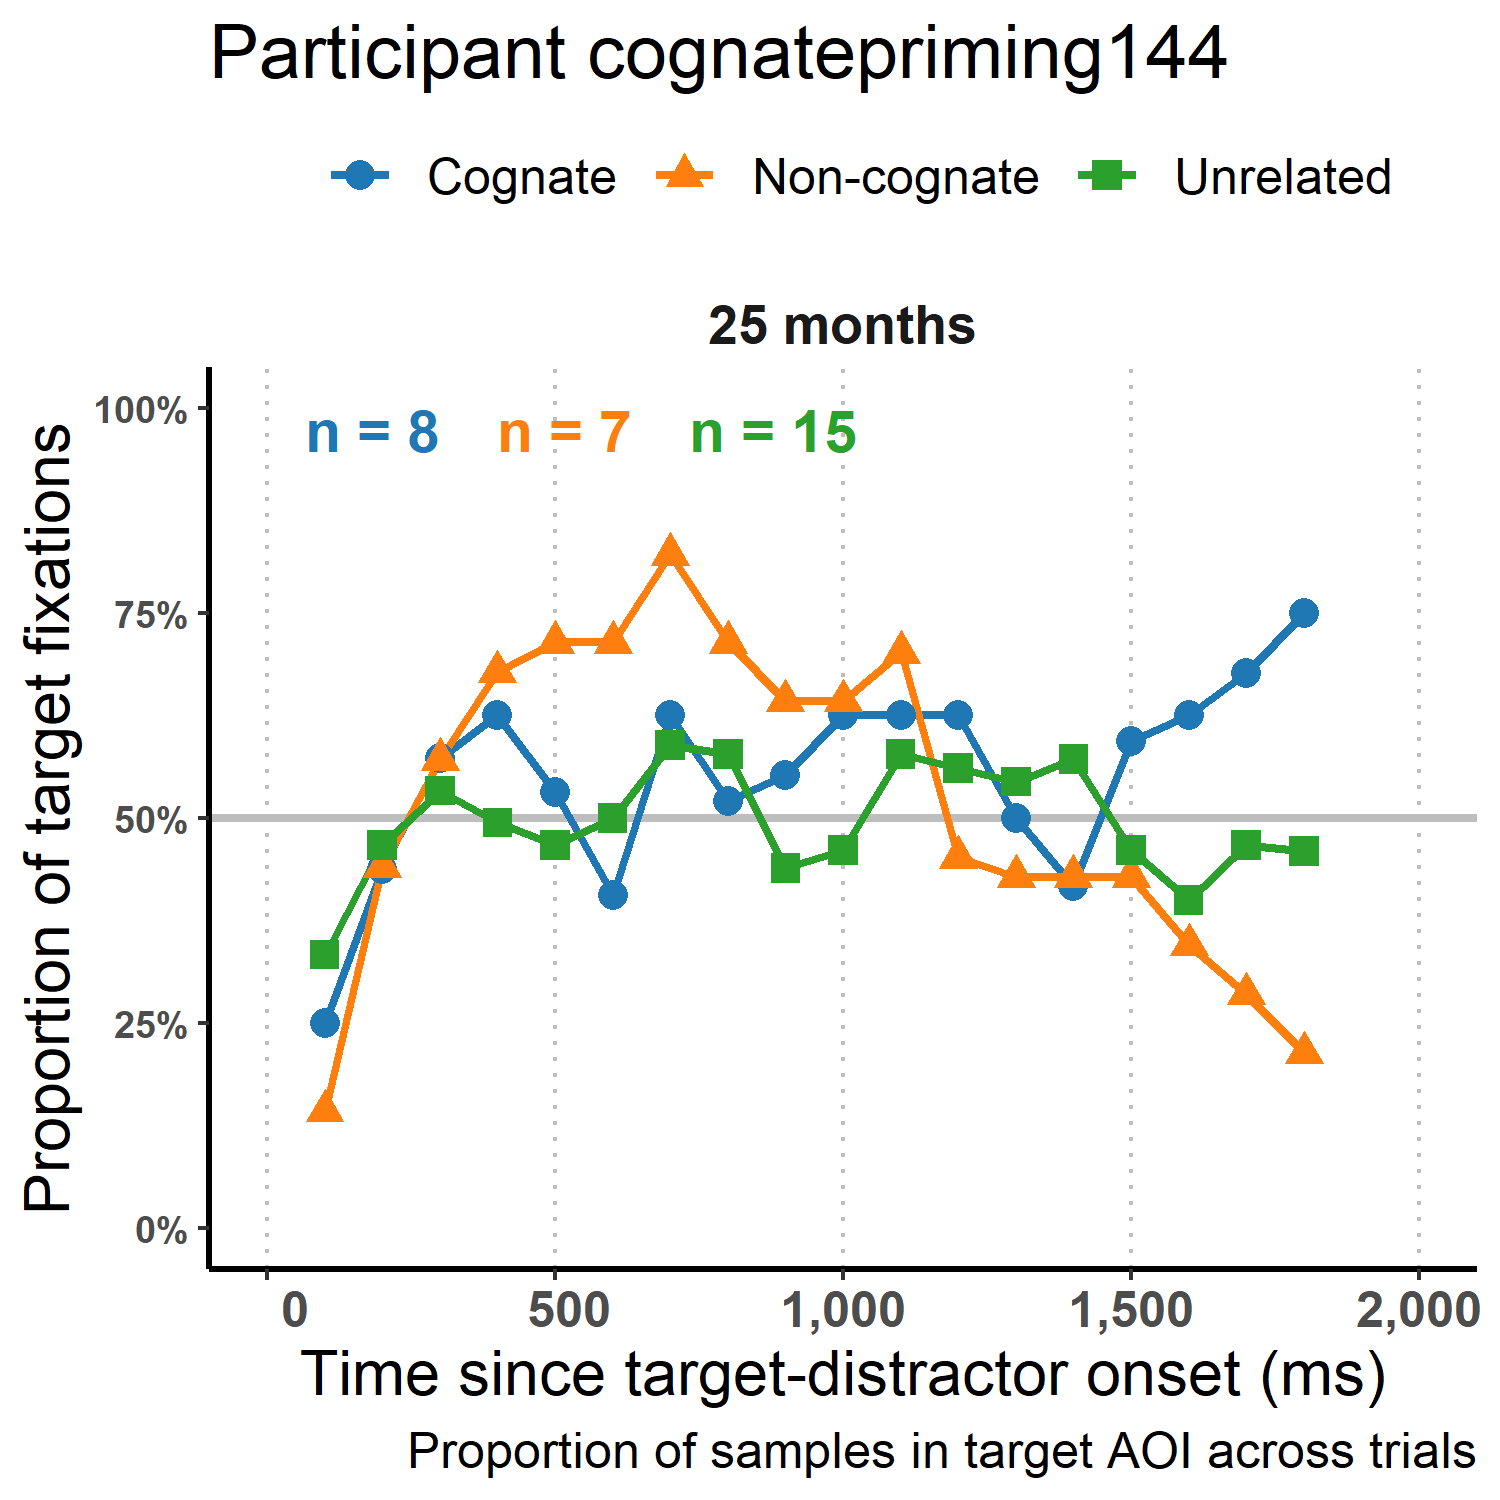 Participant cognatepriming144
Cognate Non-cognate Unrelated
25 months
n = 8 n = 7 n = 15
100%
75%
50%
25%
0%
Proportion of target fixations
0 500 1,000 1,500 2,000
Time since target-distractor onset (ms)
Proportion of samples in target AOI across trials